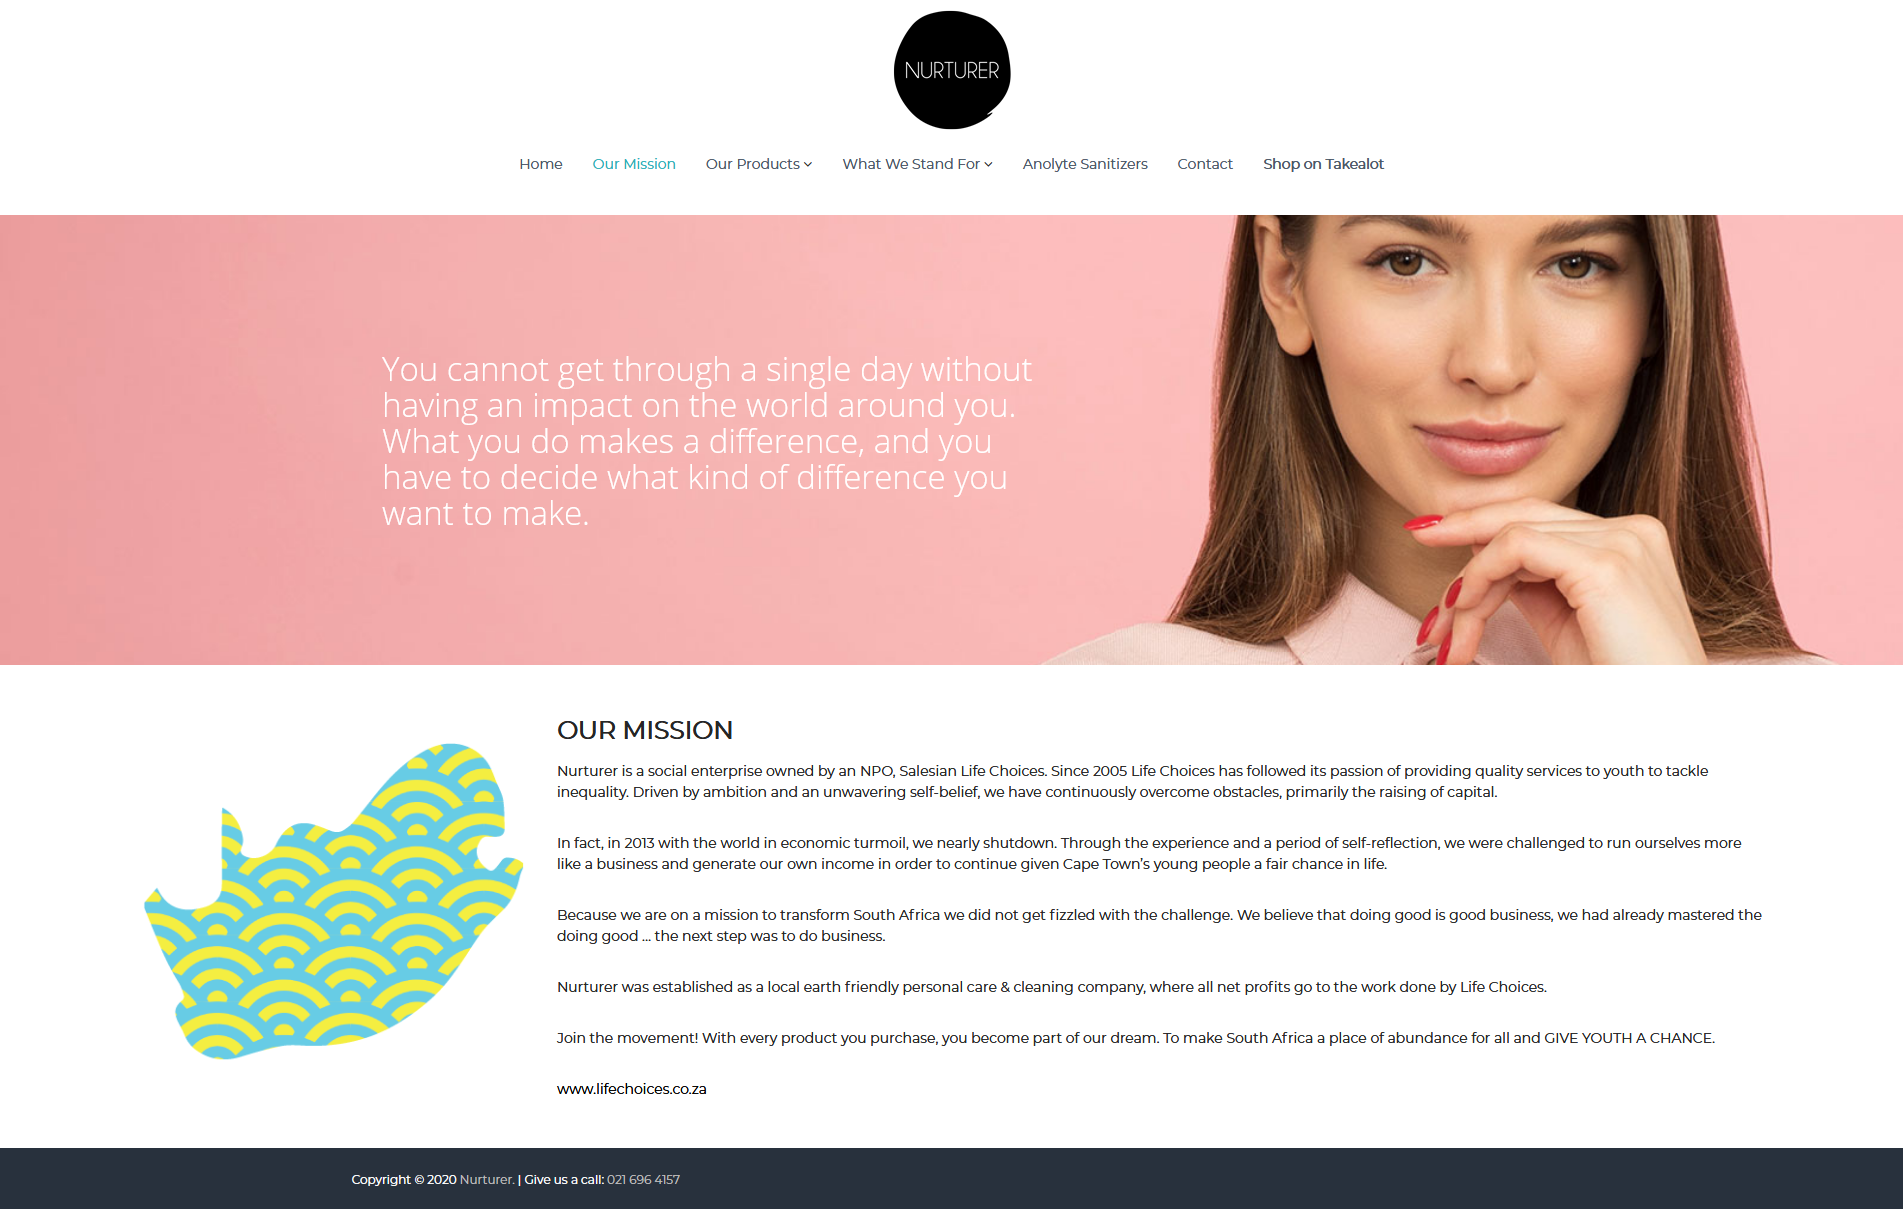 NURTURER
Home Our Mission Our Products What We Stand For Anolyte Sanitizers Contact Shop on Takealot
You cannot get through a single day without
having an impact on the world around you.
What you do makes a difference, and you
have to decide what kind of difference you
want to make.
OUR MISSION
Nurturer is a social enterprise owned by an NPO, Salesian Life Choices. Since 2005 Life Choices has followed its passion of providing quality services to youth to tackle
inequality. Driven by ambition and an unwavering self-belief, we have continuously overcome obstacles, primarily the raising of capital.
In fact, in 2013 with the world in economic turmoil, we nearly shutdown. Through the experience and a period of self-reflection, we were challenged to run ourselves more
like a business and generate our own income in order to continue given Cape Town's young people a fair chance in life.
Because we are on a mission to transform South Africa we did not get fizzled with the challenge. We believe that doing good is good business, we had already mastered the
doing good ... the next step was to do business.
Nurturer was established as a local earth friendly personal care & cleaning company, where all net profits go to the work done by Life Choices.
Join the movement! With every product you purchase, you become part of our dream. To make South Africa a place of abundance for all and GIVE YOUTH A CHANCE.
www.lifechoices.co.za
Copyright © 2020 Nurturer. | Give us a call: 021 696 4157